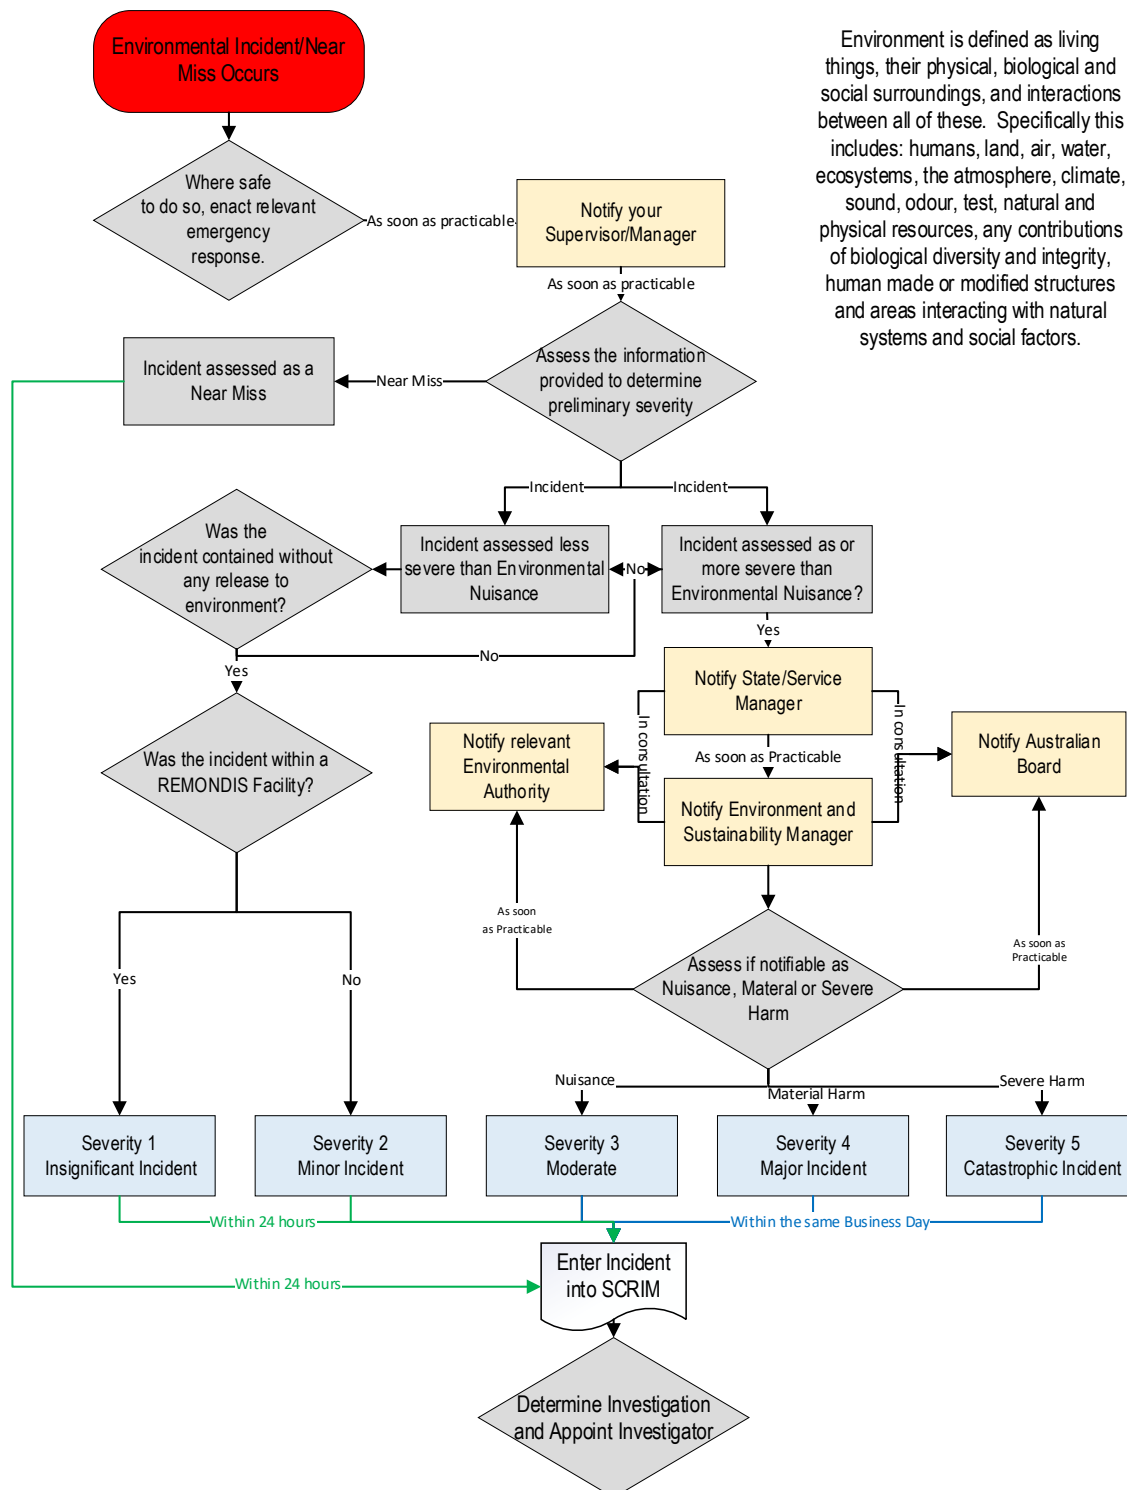 Environmental Incident/Near
Miss Occurs
Environment is defined as living
things, their physical, biological and
social surroundings, and interactions
between all of these.  Specifically this
includes: humans, land, air, water,
ecosystems, the atmosphere, climate,
sound, odour, test, natural and
physical resources, any contributions
of biological diversity and integrity,
human made or modified structures
and areas interacting with natural
systems and social factors.
Where safe
to do so, enact relevant
emergency
response.
As soon as practicable
Notify your
Supervisor/Manager
As soon as practicable
Assess the information
provided to determine
preliminary severity
Near Miss
Incident assessed as a
Near Miss
Incident
Incident
Was the
incident contained without
any release to
environment?
Incident assessed less
severe than Environmental
Nuisance
No
Incident assessed as or
more severe than
Environmental Nuisance?
No
Yes
Yes
Notify State/Service
Manager
In consultation
In consultation
Was the incident within a
REMONDIS Facility?
Notify relevant
Environmental
Authority
As soon as Practicable
Notify Australian
Board
Notify Environment and
Sustainability Manager
As soon
as Practicable
As soon as
Practicable
Assess if notifiable as
Nuisance, Materal or Severe
Harm
Yes
No
Nuisance
Material Harm
Severe Harm
Severity 1
Insignificant Incident
Severity 2
Minor Incident
Severity 3
Moderate
Severity 4
Major Incident
Severity 5
Catastrophic Incident
Within 24 hours
Within the same Business Day
Within 24 hours
Enter Incident
into SCRIM
Determine Investigation
and Appoint Investigator